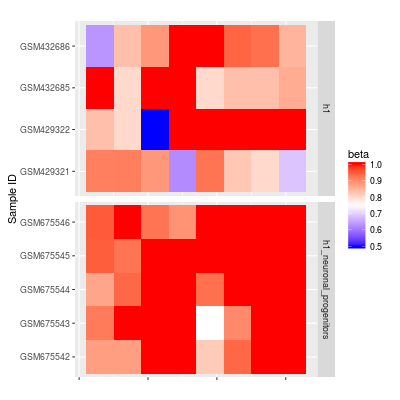 GSM432686
GSM432685
GSM429322
GSM429321
h1
GSM675546
GSM675545
GSM675544
GSM675543
GSM675542
h1_neuronal_progenitors
Sample ID
beta
1.0
0.9
0.8
0.7
0.6
0.5